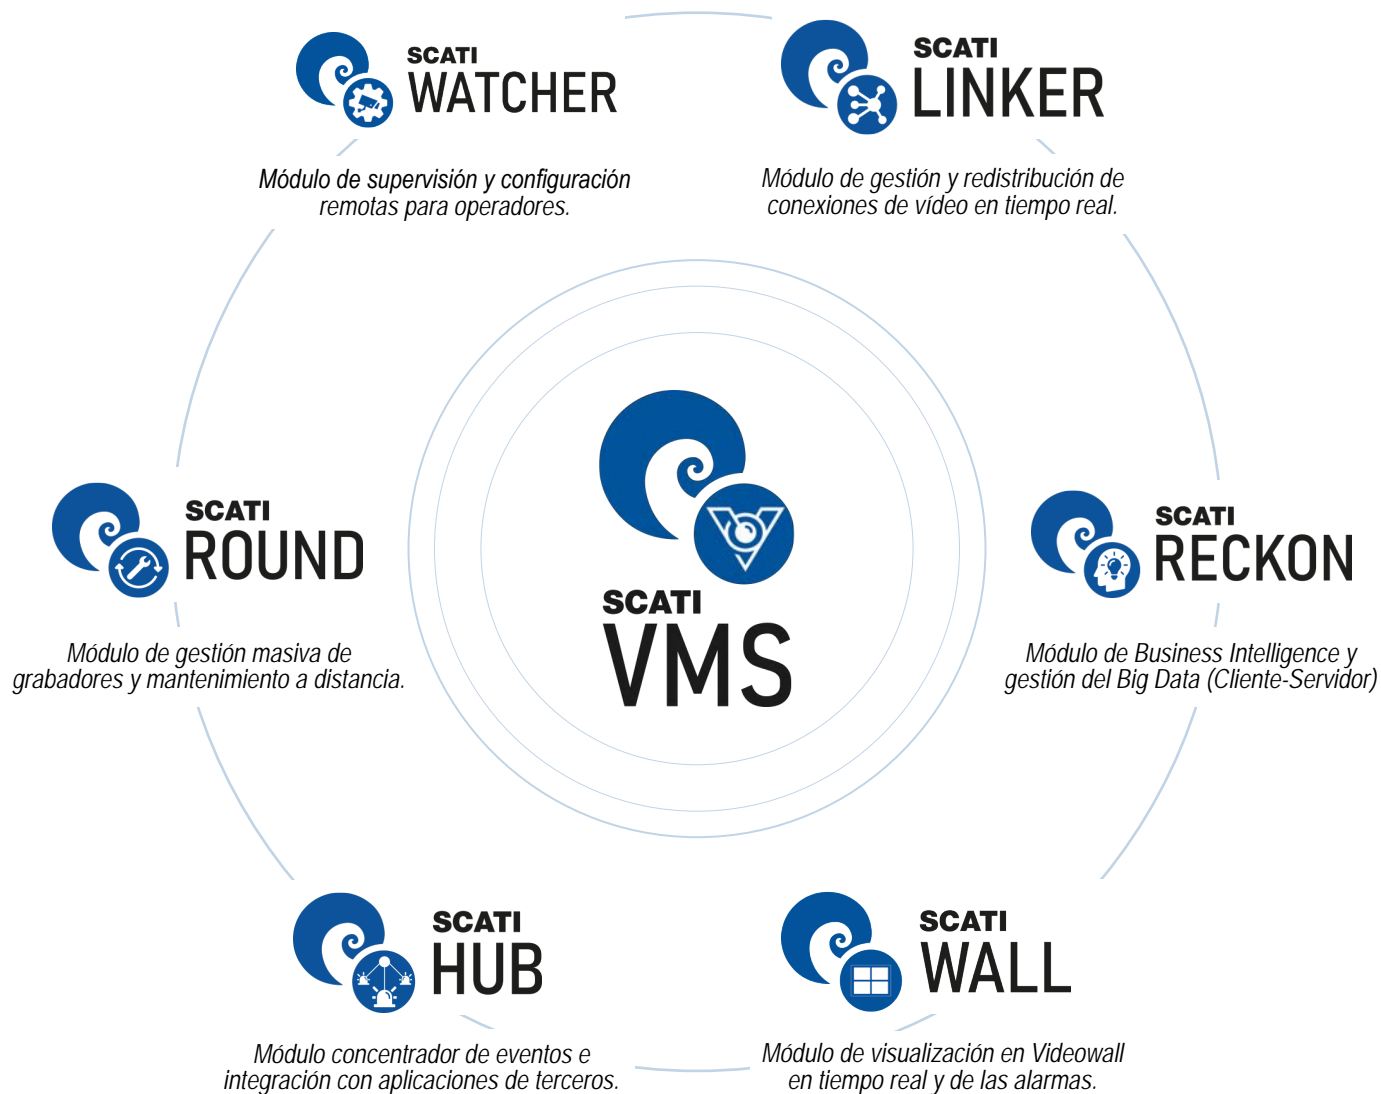 SCATI
WATCHER
Módulo de supervisión y configuración
remotas para operadores.
SCATI
LINKER
Módulo de gestión y redistribución de
conexiones de vídeo en tiempo real.
SCATI
ROUND
Módulo de gestión masiva de
grabadores y mantenimiento a distancia.
SCATI
VMS
SCATI
RECKON
Módulo de Business Intelligence y
gestión del Big Data (Cliente-Servidor)
SCATI
HUB
Módulo concentrador de eventos e
integración con aplicaciones de terceros.
SCATI
WALL
Módulo de visualización en Videowall
en tiempo real y de las alarmas.